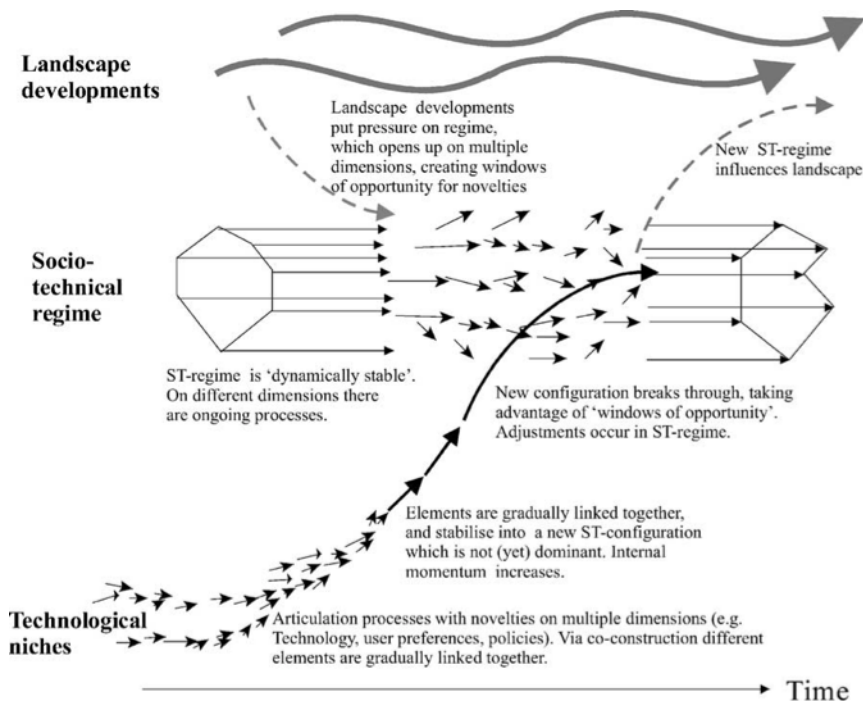 Landscape
developments
Landscape developments
put pressure on regime,
which opens up on multiple
dimensions, creating windows
of opportunity for novelties
New ST-regime
influences landscape
Socio-
technical
regime
ST-regime is ‘dynamically stable’.
On different dimensions there
are ongoing processes.
New configuration breaks through, taking
advantage of ‘windows of opportunity’.
Adjustments occur in ST-regime.
Elements are gradually linked together,
and stabilise into a new ST-configuration
which is not (yet) dominant. Internal
momentum increases.
Technological
niches
Articulation processes with novelties on multiple dimensions (e.g.
Technology, user preferences, policies). Via co-construction different
elements are gradually linked together.
Time